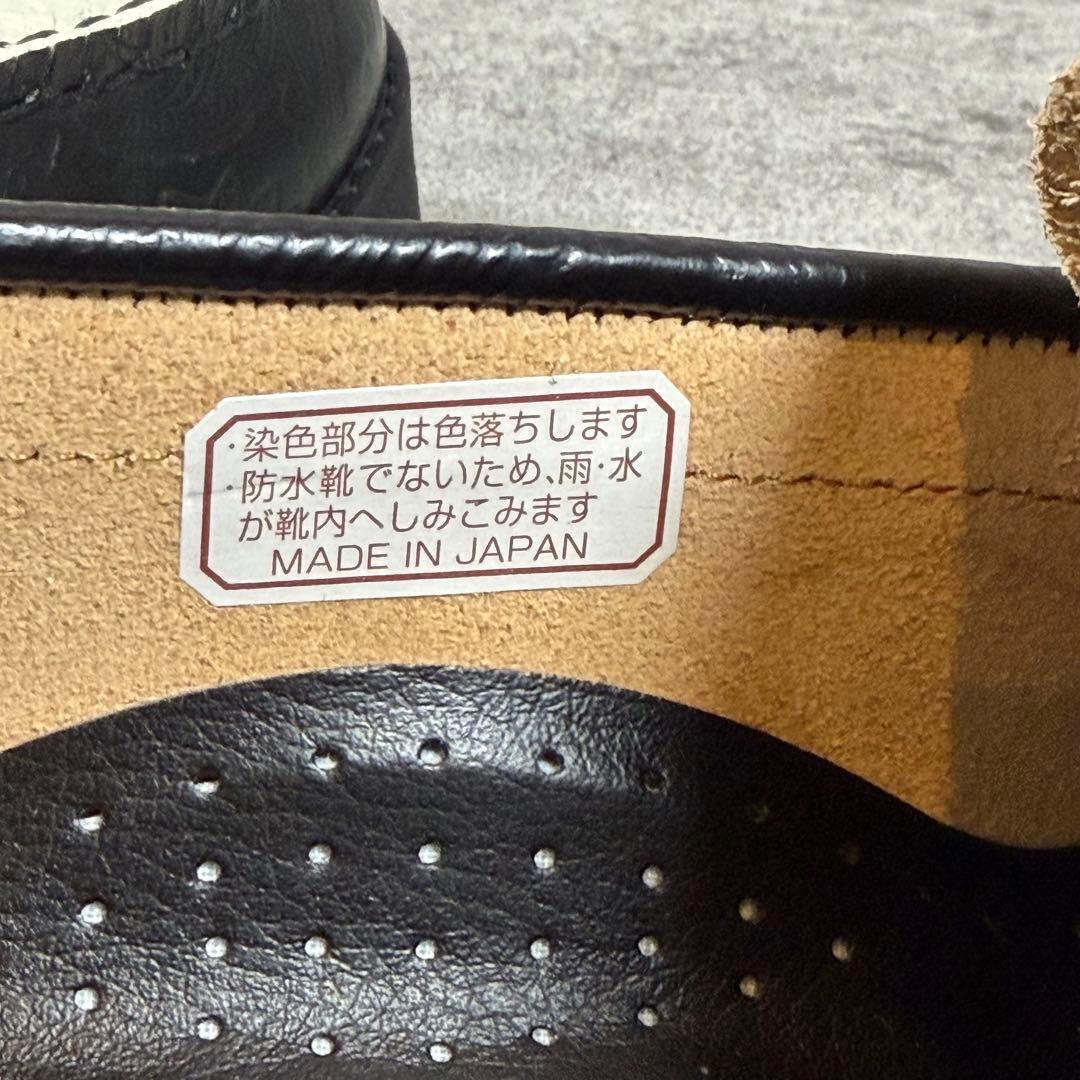 ・染色部分は色落ちします
・防水靴でないため、雨・水
が靴内へしみこみます
MADE IN JAPAN